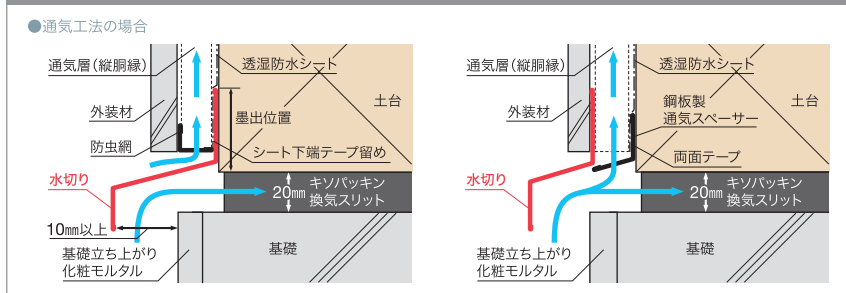 ●通気工法の場合
通気層（縦胴縁）
外装材
防虫網
水切り
10mm以上
基礎立ち上がり
化粧モルタル
透湿防水シート
土台
墨出位置
シート下端テープ留め
20mm
キソパッキン
換気スリット
基礎
通気層（縦胴縁）
外装材
水切り
基礎立ち上がり
化粧モルタル
透湿防水シート
土台
鋼板製
通気スペーサー
両面テープ
20mm
キソパッキン
換気スリット
基礎